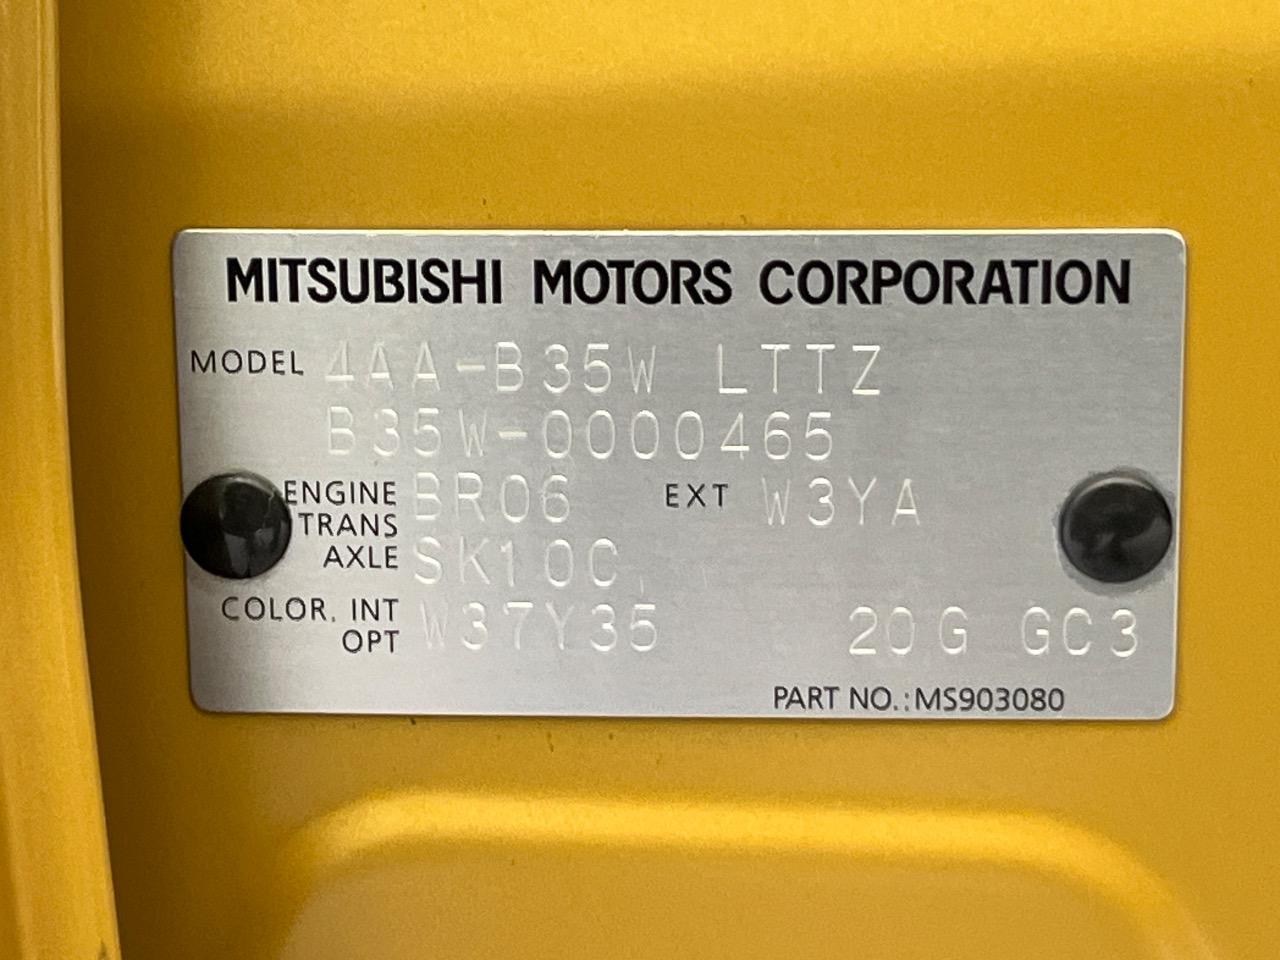 MITSUBISHI MOTORS CORPORATION
MODEL 4AA-B35W LTTZ
B35W-0000465
ENGINE BR06 EXT W3YA
TRANS
AXLE SK10C
COLOR. INT
OPT W37Y35 20G GC3
PART NO.:MS903080